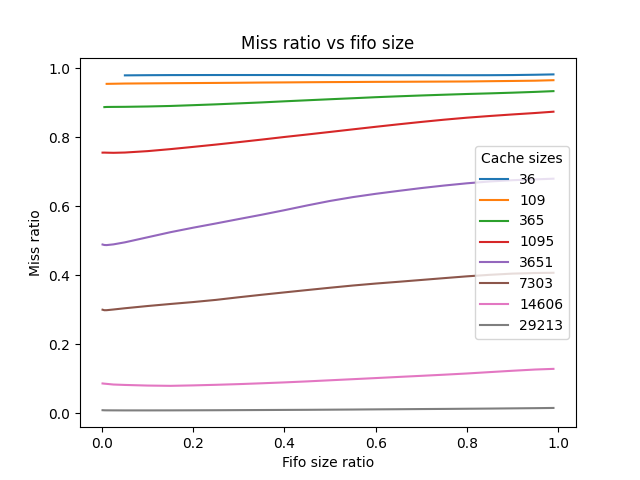 Miss ratio vs fifo size
Miss ratio
1.0
0.8
0.6
0.4
0.2
0.0
Cache sizes
36
109
365
1095
3651
7303
14606
29213
0.0 0.2 0.4 0.6 0.8 1.0
Fifo size ratio